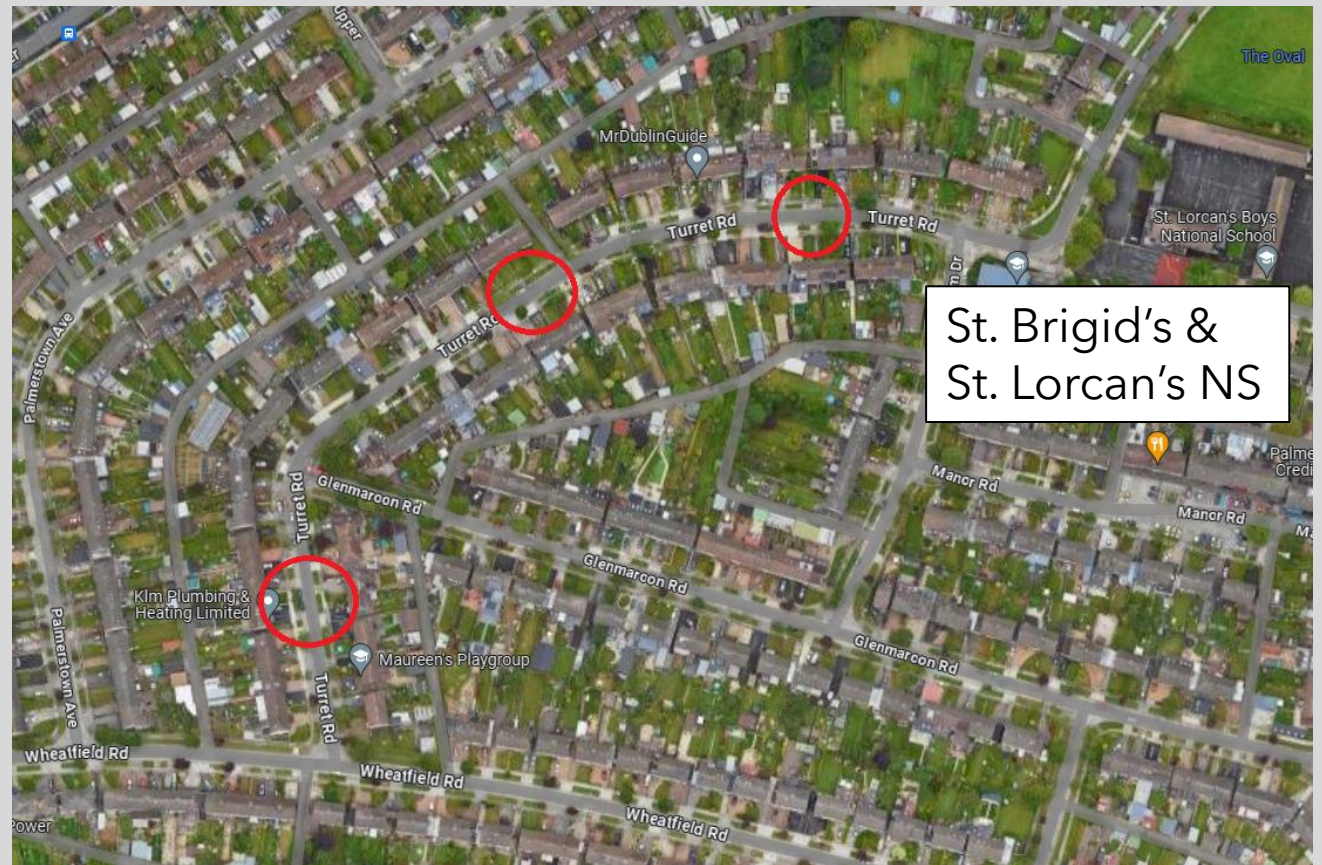 Upper
The Oval
MrDublinGuide
Turret Rd
Turret Rd
St. Lorcan's Boys
National School
St. Brigid's &
St. Lorcan's NS
Turret Rd
Palmerstown Ave
Manor Rd
Manor Rd
Turret Rd
Glenmaroon Rd
Glenmaroon Rd
Klm Plumbing &
Heating Limited
Maureen's Playgroup
Glenmaroon Rd
Palmerstown Ave
Turret Rd
Wheatfield Rd
Wheatfield Rd
Wheatfield Rd
Power